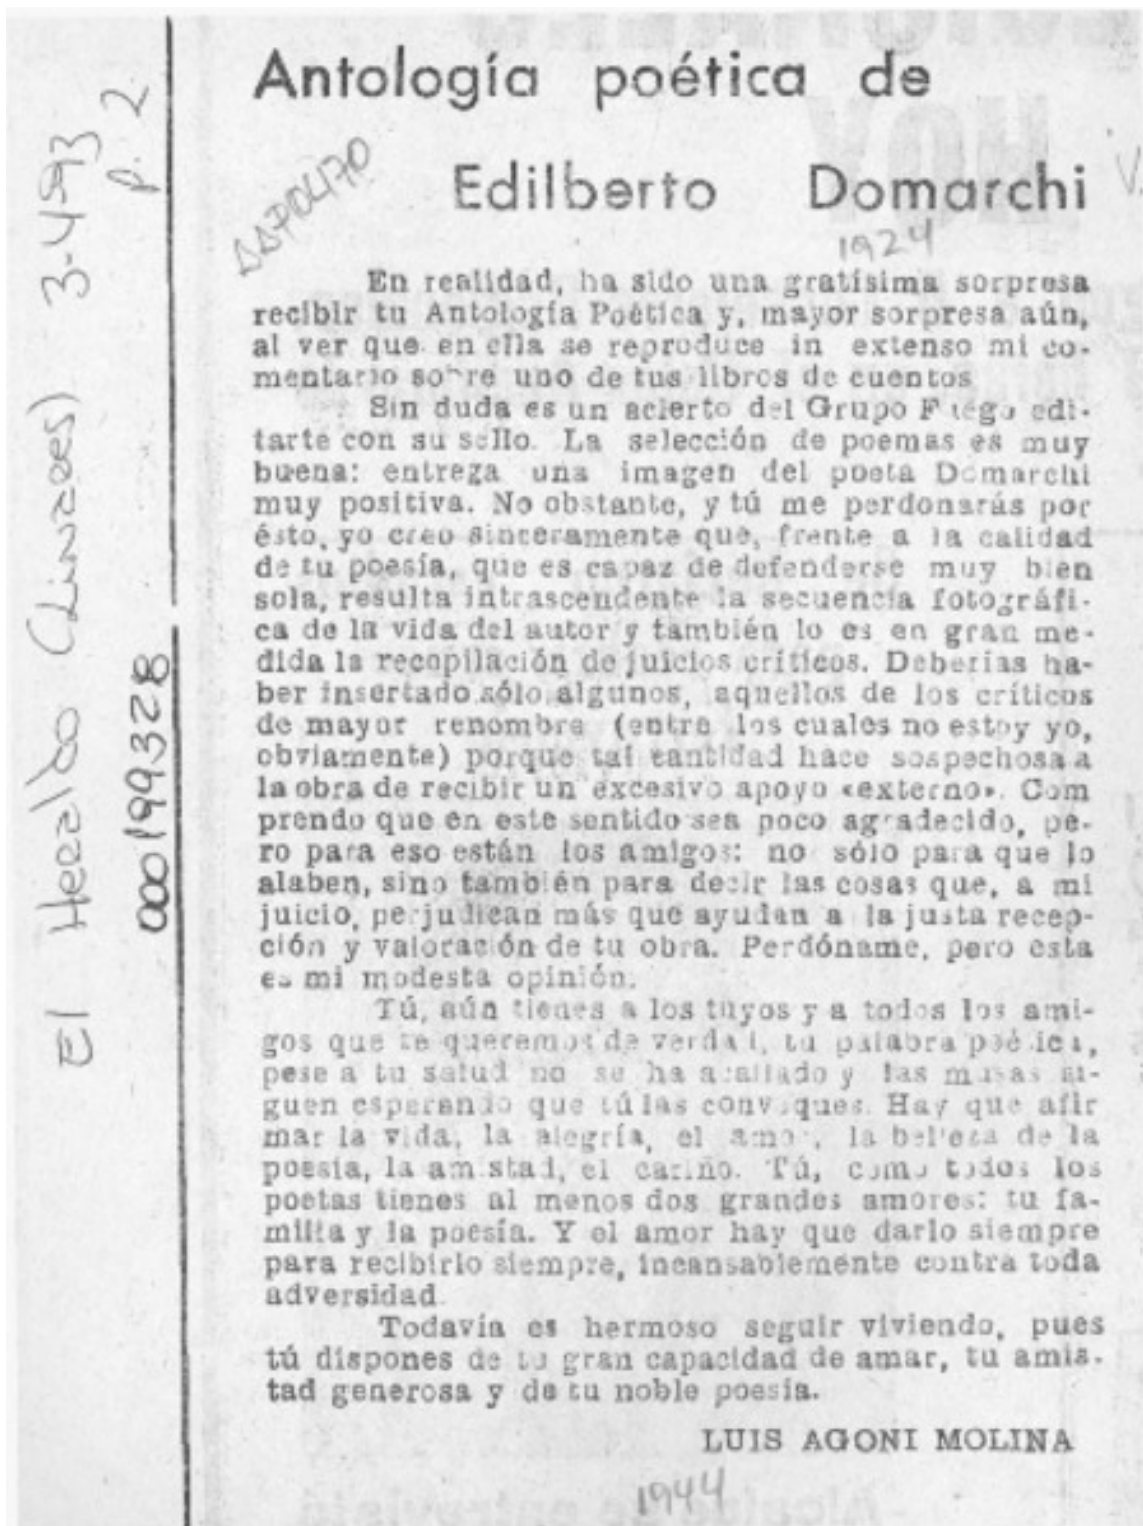 Antología poética de
Edilberto Domarchi
1924
En realidad, ha sido una gratísima sorpresa
recibir tu Antología Poética y, mayor sorpresa aún,
al ver que en ella se reproduce in extenso mi co-
mentario sobre uno de tus libros de cuentos
Sin duda es un acierto del Grupo Fuego edi-
tarte con su sello. La selección de poemas es muy
buena: entrega una imagen del poeta Domarchi
muy positiva. No obstante, y tú me perdonarás por
ésto, yo creo sinceramente que, frente a la calidad
de tu poesía, que es capaz de defenderse muy bien
sola, resulta intrascendente la secuencia fotográfi-
ca de la vida del autor y también lo es en gran me-
dida la recopilación de juicios críticos. Deberias ha-
ber insertado sólo algunos, aquellos de los críticos
de mayor renombre (entre los cuales no estoy yo,
obviamente) porque tal cantidad hace sospechosa a
la obra de recibir un excesivo apoyo «externo». Com
prendo que en este sentido sea poco agradecido, pe-
ro para eso están los amigos: no sólo para que lo
alaben, sino también para decir las cosas que, a mi
juicio, perjudican más que ayudan a la justa recep-
ción y valoración de tu obra. Perdóname, pero esta
es mi modesta opinión.
Tú, aún tienes a los tuyos y a todos los ami-
gos que te queremos de verdad, tu palabra poética,
pese a tu salud no se ha acallado y las musas si-
guen esperando que tú las convoques. Hay que afir
mar la vida, la alegría, el amor, la belleza de la
poesía, la amistad, el cariño. Tú, como todos los
poetas tienes al menos dos grandes amores: tu fa-
milia y la poesía. Y el amor hay que darlo siempre
para recibirlo siempre, incansablemente contra toda
adversidad.
Todavía es hermoso seguir viviendo, pues
tú dispones de tu gran capacidad de amar, tu amis-
tad generosa y de tu noble poesía.
LUIS AGONI MOLINA
1944
El Heraldo (Linares) 3-4-93
p. 2
000199328